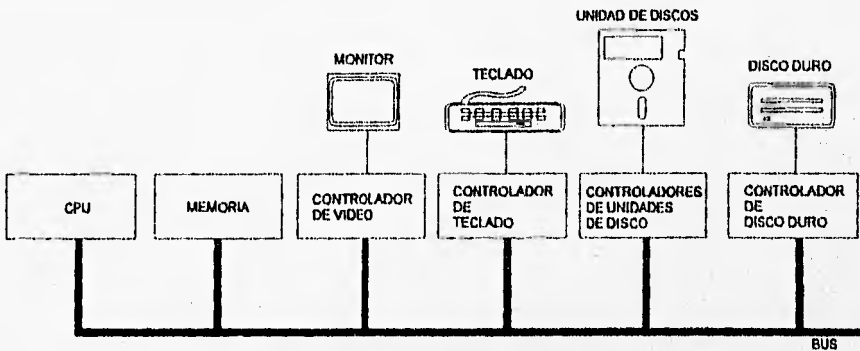 UNIDAD DE DISCOS
MONITOR
TECLADO
DISCO DURO
CPU
MEMORIA
CONTROLADOR
DE VIDEO
CONTROLADOR
DE
TECLADO
CONTROLADORES
DE UNIDADES
DE DISCO
CONTROLADOR
DE
DISCO DURO
BUS